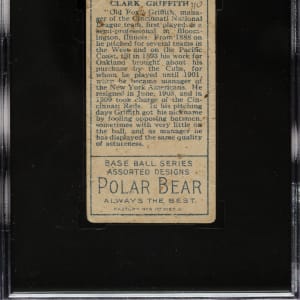 CLARK GRIFFITH
"Old Fox" Griffith, mana-
ger of the Cincinnati National
League team, first played as a
semi-professional in Bloom-
ington, Illinois. From 1888 on
he pitched for several teams in
the West and on the Pacific
Coast, till in 1893 his work for
Oakland brought about his
purchase by the Cubs, for
whom he played until 1901,
when he became manager of
the New York Americans. He
resigned in June, 1908, and in
1909 took charge of the Cin-
cinnati Reds. In his pitching
days Griffith got his nickname
by fooling opposing batsmen,
sometimes with very little on
the ball, and as manager he
has displayed the same quality
of astuteness.
BASE BALL SERIES
ASSORTED DESIGNS
POLAR BEAR
ALWAYS THE BEST.
FACTORY